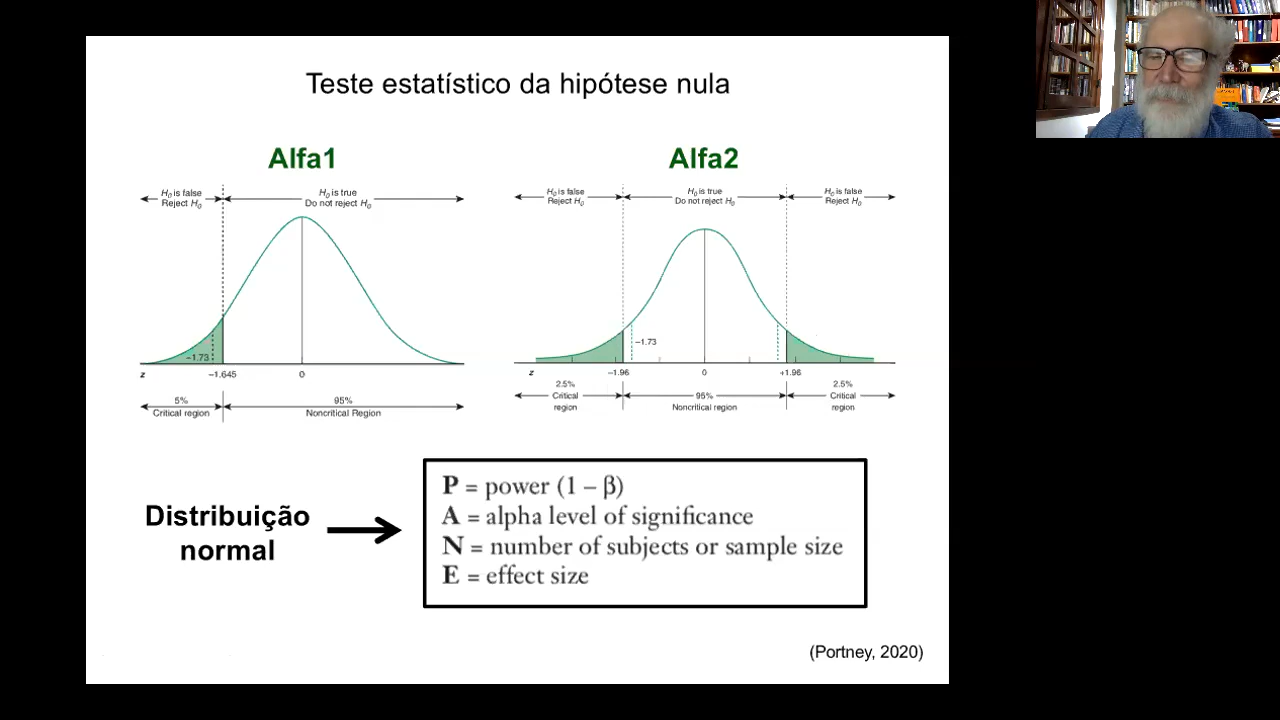 Teste estatístico da hipótese nula
Alfa1
H0 is false
Reject H0
H0 is true
Do not reject H0
−1.73
z
−1.645
0
5%
Critical region
95%
Noncritical Region
Alfa2
H0 is false
Reject H0
H0 is true
Do not reject H0
H0 is false
Reject H0
−1.73
z
−1.96
0
+1.96
2.5%
Critical
region
95%
Noncritical region
2.5%
Critical
region
Distribuição
normal
P = power (1 – β)
A = alpha level of significance
N = number of subjects or sample size
E = effect size
(Portney, 2020)